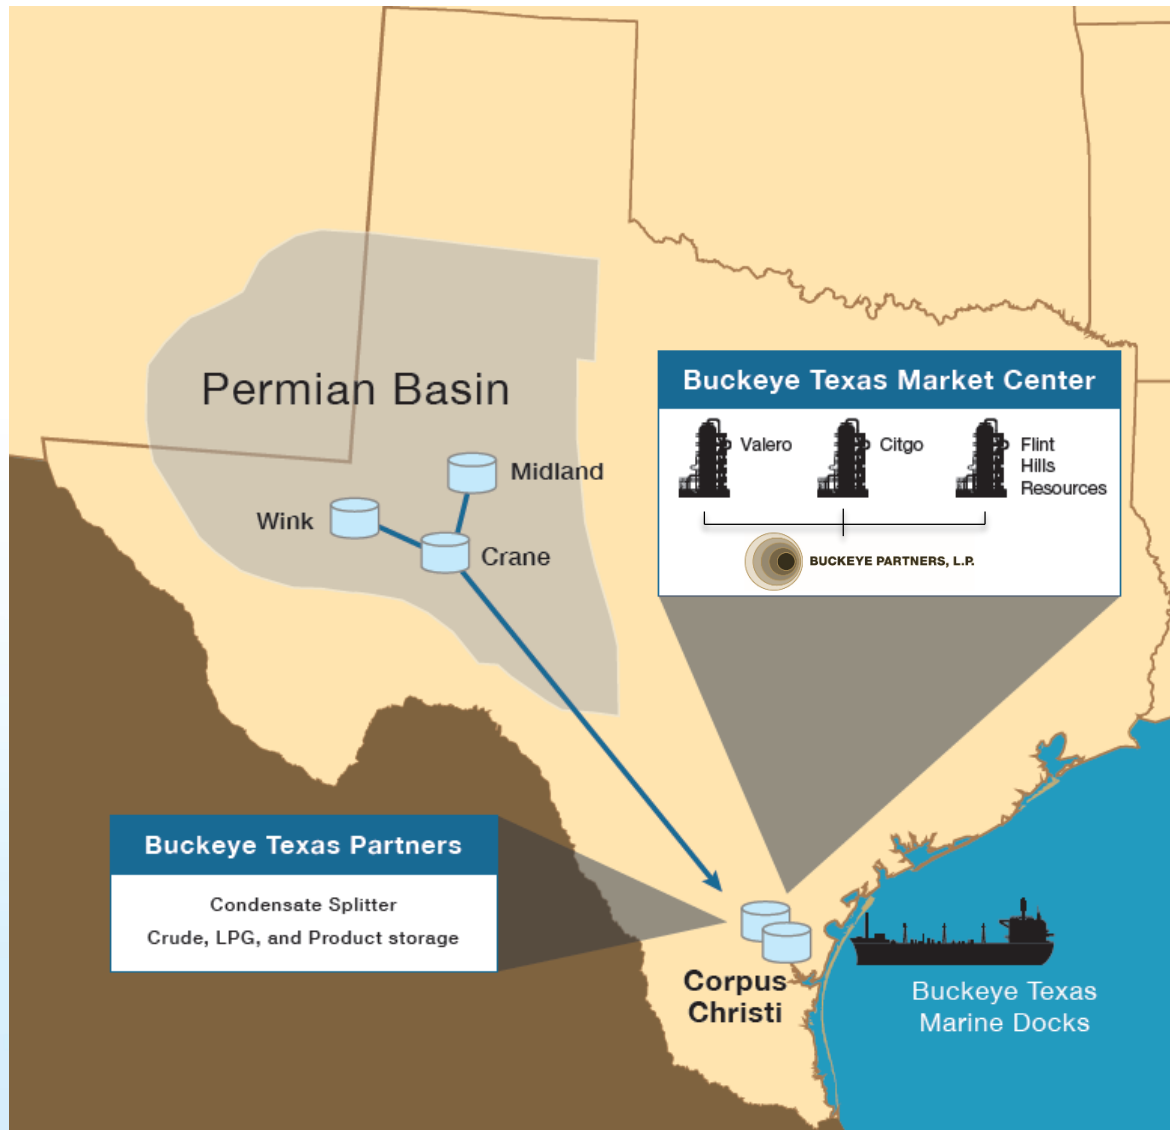 Permian Basin
Midland
Wink
Crane
Buckeye Texas Market Center
Valero
Citgo
Flint
Hills
Resources
BUCKEYE PARTNERS, L.P.
Buckeye Texas Partners
Condensate Splitter
Crude, LPG, and Product storage
Corpus
Christi
Buckeye Texas
Marine Docks